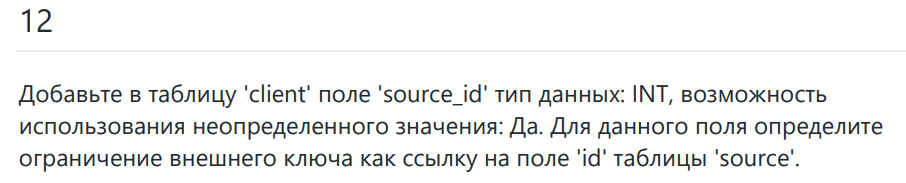 12
Добавьте в таблицу 'client' поле 'source_id' тип данных: INT, возможность
использования неопределенного значения: Да. Для данного поля определите
ограничение внешнего ключа как ссылку на поле 'id' таблицы 'source'.